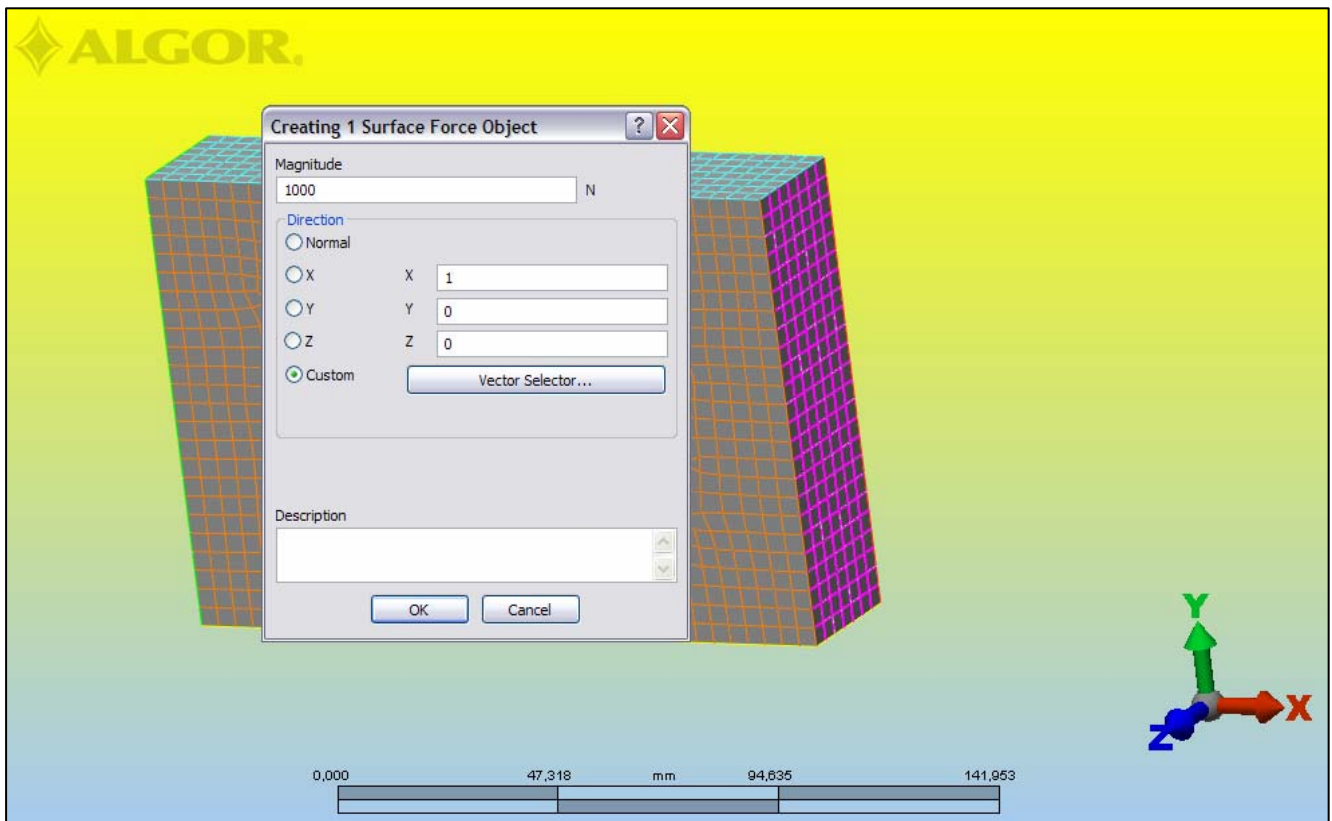 ALGOR.
Creating 1 Surface Force Object
Magnitude
1000 N
Direction
Normal
X X 1
Y Y 0
Z Z 0
Custom Vector Selector...
Description
OK Cancel
Y
X
Z
0,000 47,318 mm 94,635 141,953